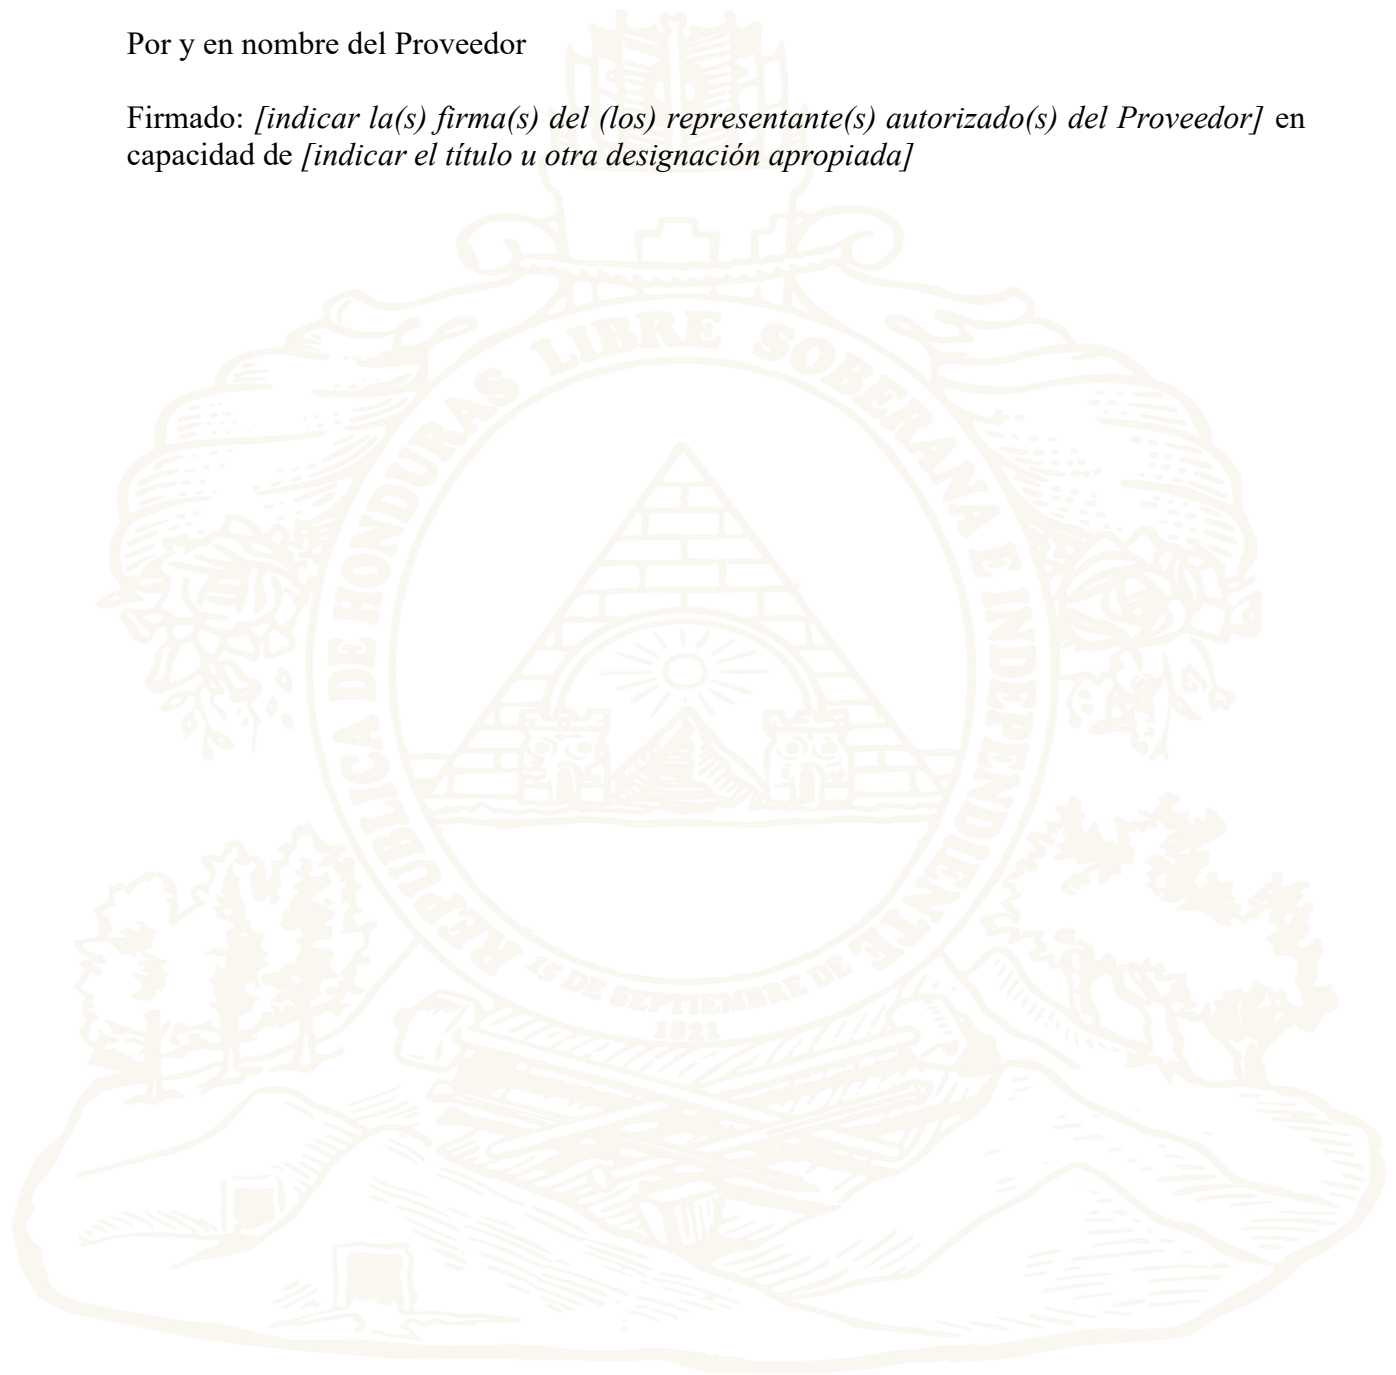 Por y en nombre del Proveedor
Firmado: [indicar la(s) firma(s) del (los) representante(s) autorizado(s) del Proveedor] en
capacidad de [indicar el título u otra designación apropiada]
REPUBLICA DE HONDURAS LIBRE SOBERANA E INDEPENDIENTE
15 DE SEPTIEMBRE DE
1821